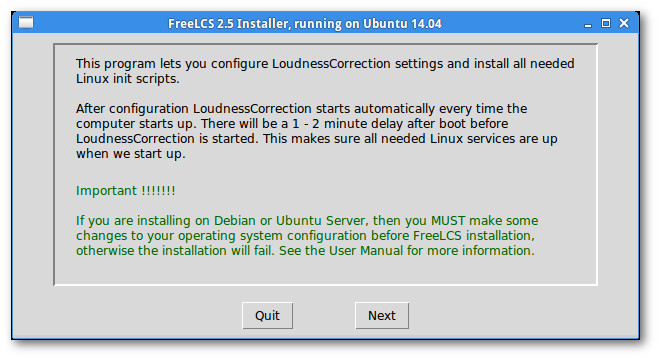 FreeLCS 2.5 Installer, running on Ubuntu 14.04
This program lets you configure LoudnessCorrection settings and install all needed
Linux init scripts.
After configuration LoudnessCorrection starts automatically every time the
computer starts up. There will be a 1 - 2 minute delay after boot before
LoudnessCorrection is started. This makes sure all needed Linux services are up
when we start up.
Important !!!!!!!
If you are installing on Debian or Ubuntu Server, then you MUST make some
changes to your operating system configuration before FreeLCS installation,
otherwise the installation will fail. See the User Manual for more information.
Quit
Next